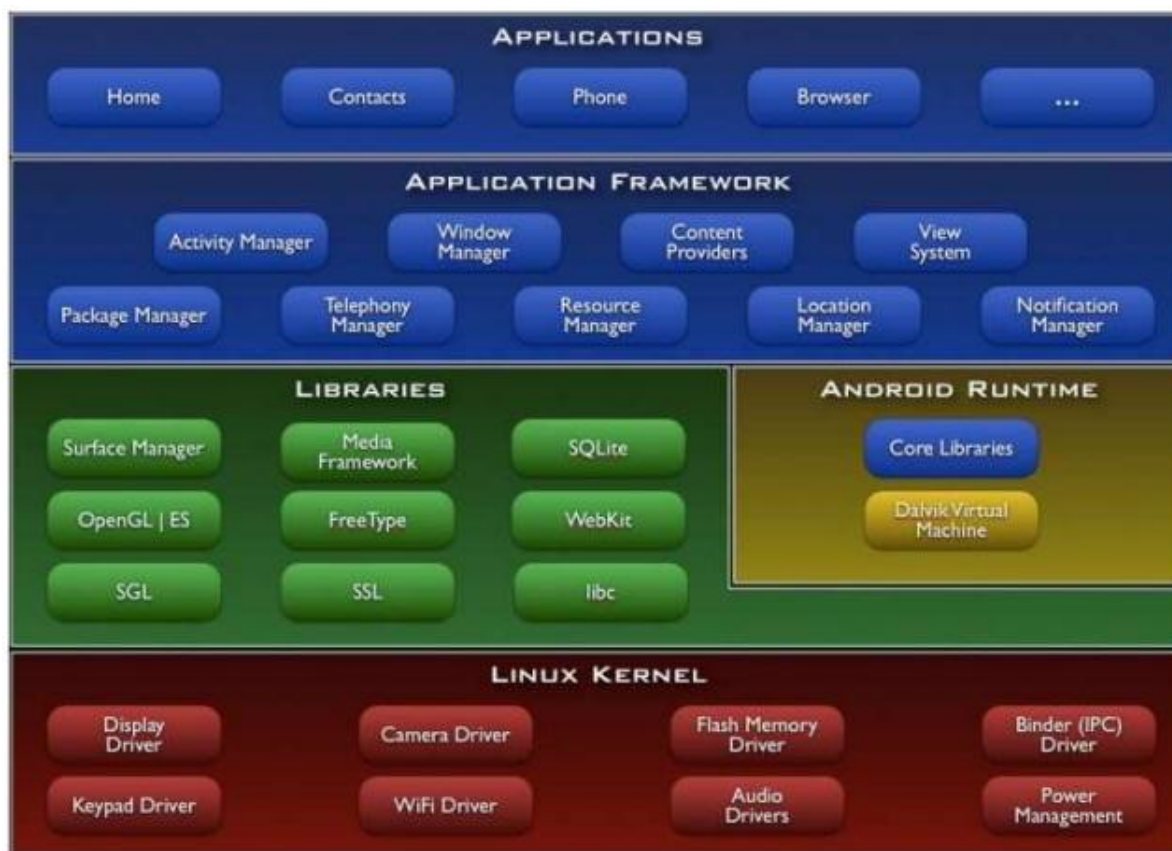 APPLICATIONS
Home
Contacts
Phone
Browser
...
APPLICATION FRAMEWORK
Activity Manager
Window
Manager
Content
Providers
View
System
Package Manager
Telephony
Manager
Resource
Manager
Location
Manager
Notification
Manager
LIBRARIES
Surface Manager
Media
Framework
SQLite
OpenGL | ES
FreeType
WebKit
SGL
SSL
libc
ANDROID RUNTIME
Core Libraries
Dalvik Virtual
Machine
LINUX KERNEL
Display
Driver
Camera Driver
Flash Memory
Driver
Binder (IPC)
Driver
Keypad Driver
WiFi Driver
Audio
Drivers
Power
Management